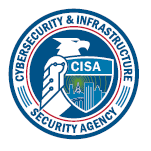 CYBERSECURITY & INFRASTRUCTURE
CISA
SECURITY AGENCY